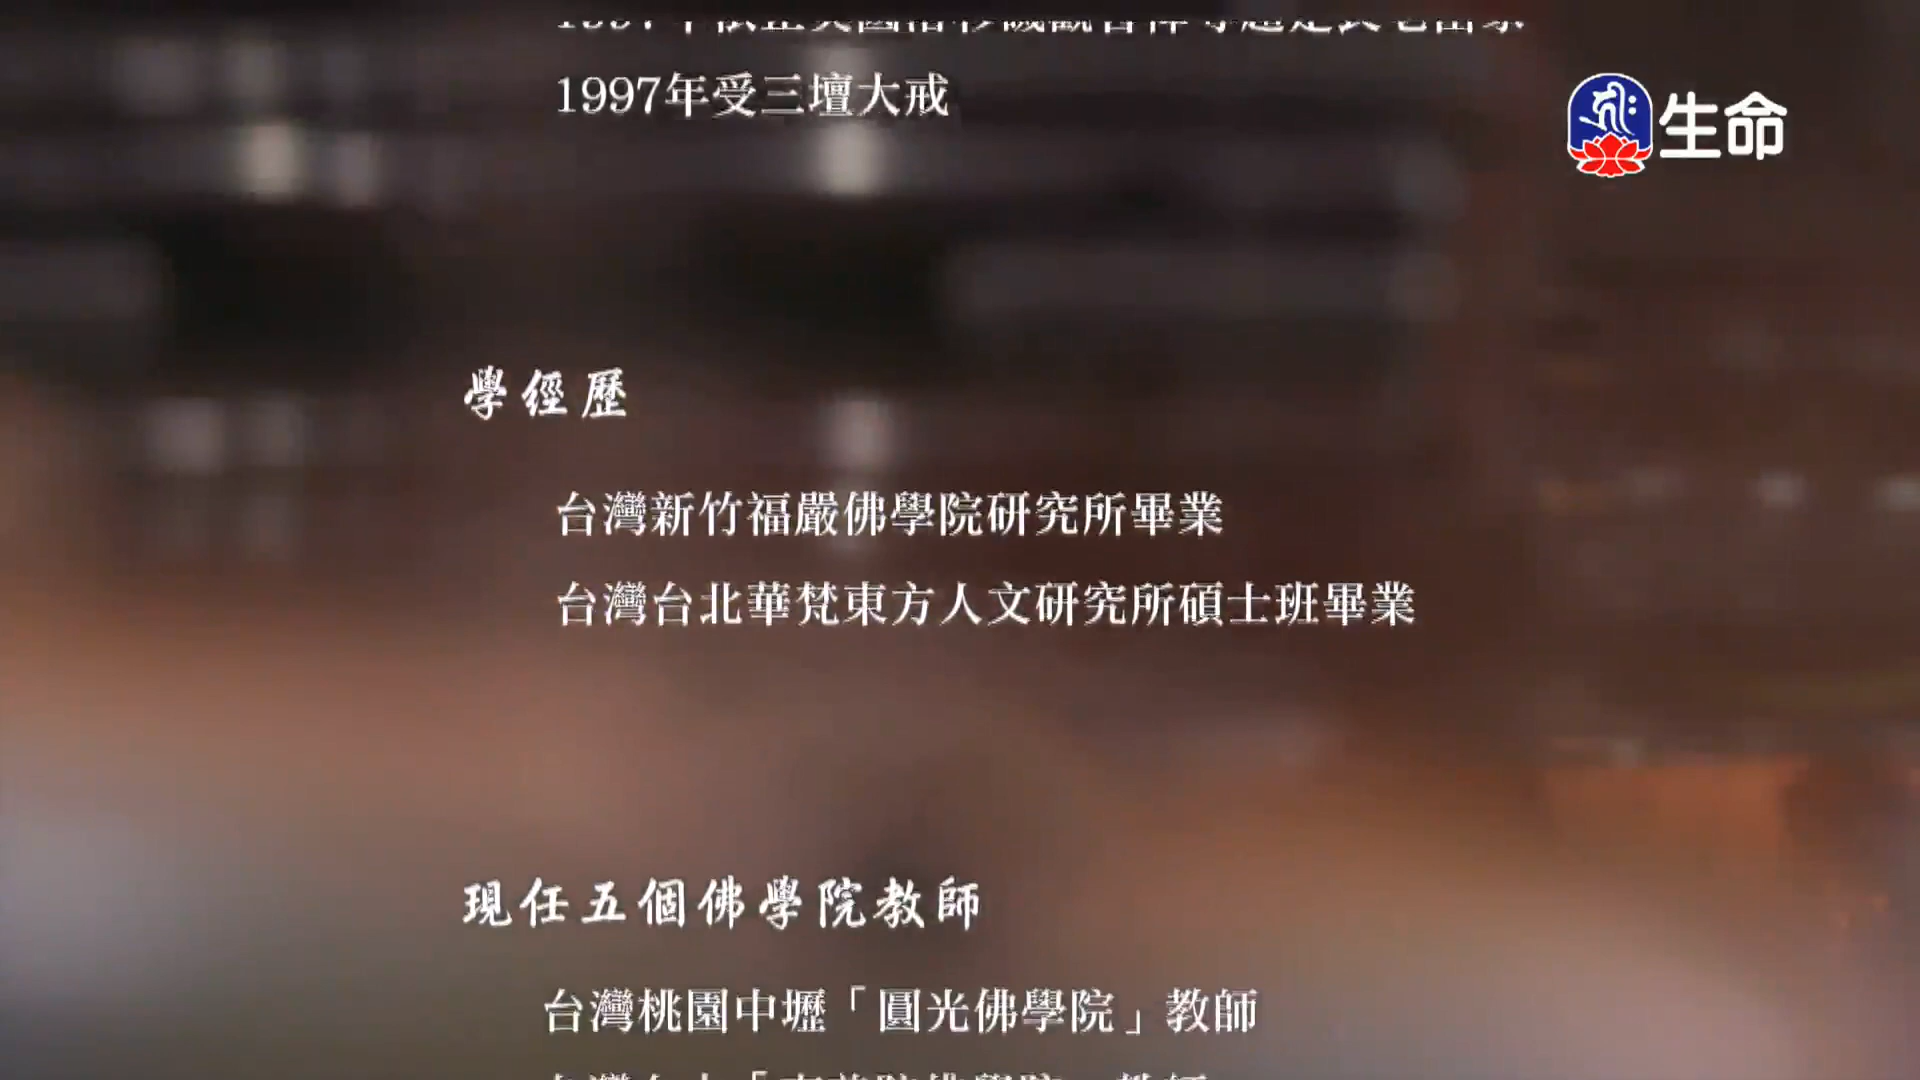 1997年受三壇大戒
生命
學經歷
台灣新竹福嚴佛學院研究所畢業
台灣台北華梵東方人文研究所碩士班畢業
現任五個佛學院教師
台灣桃園中壢「圓光佛學院」教師